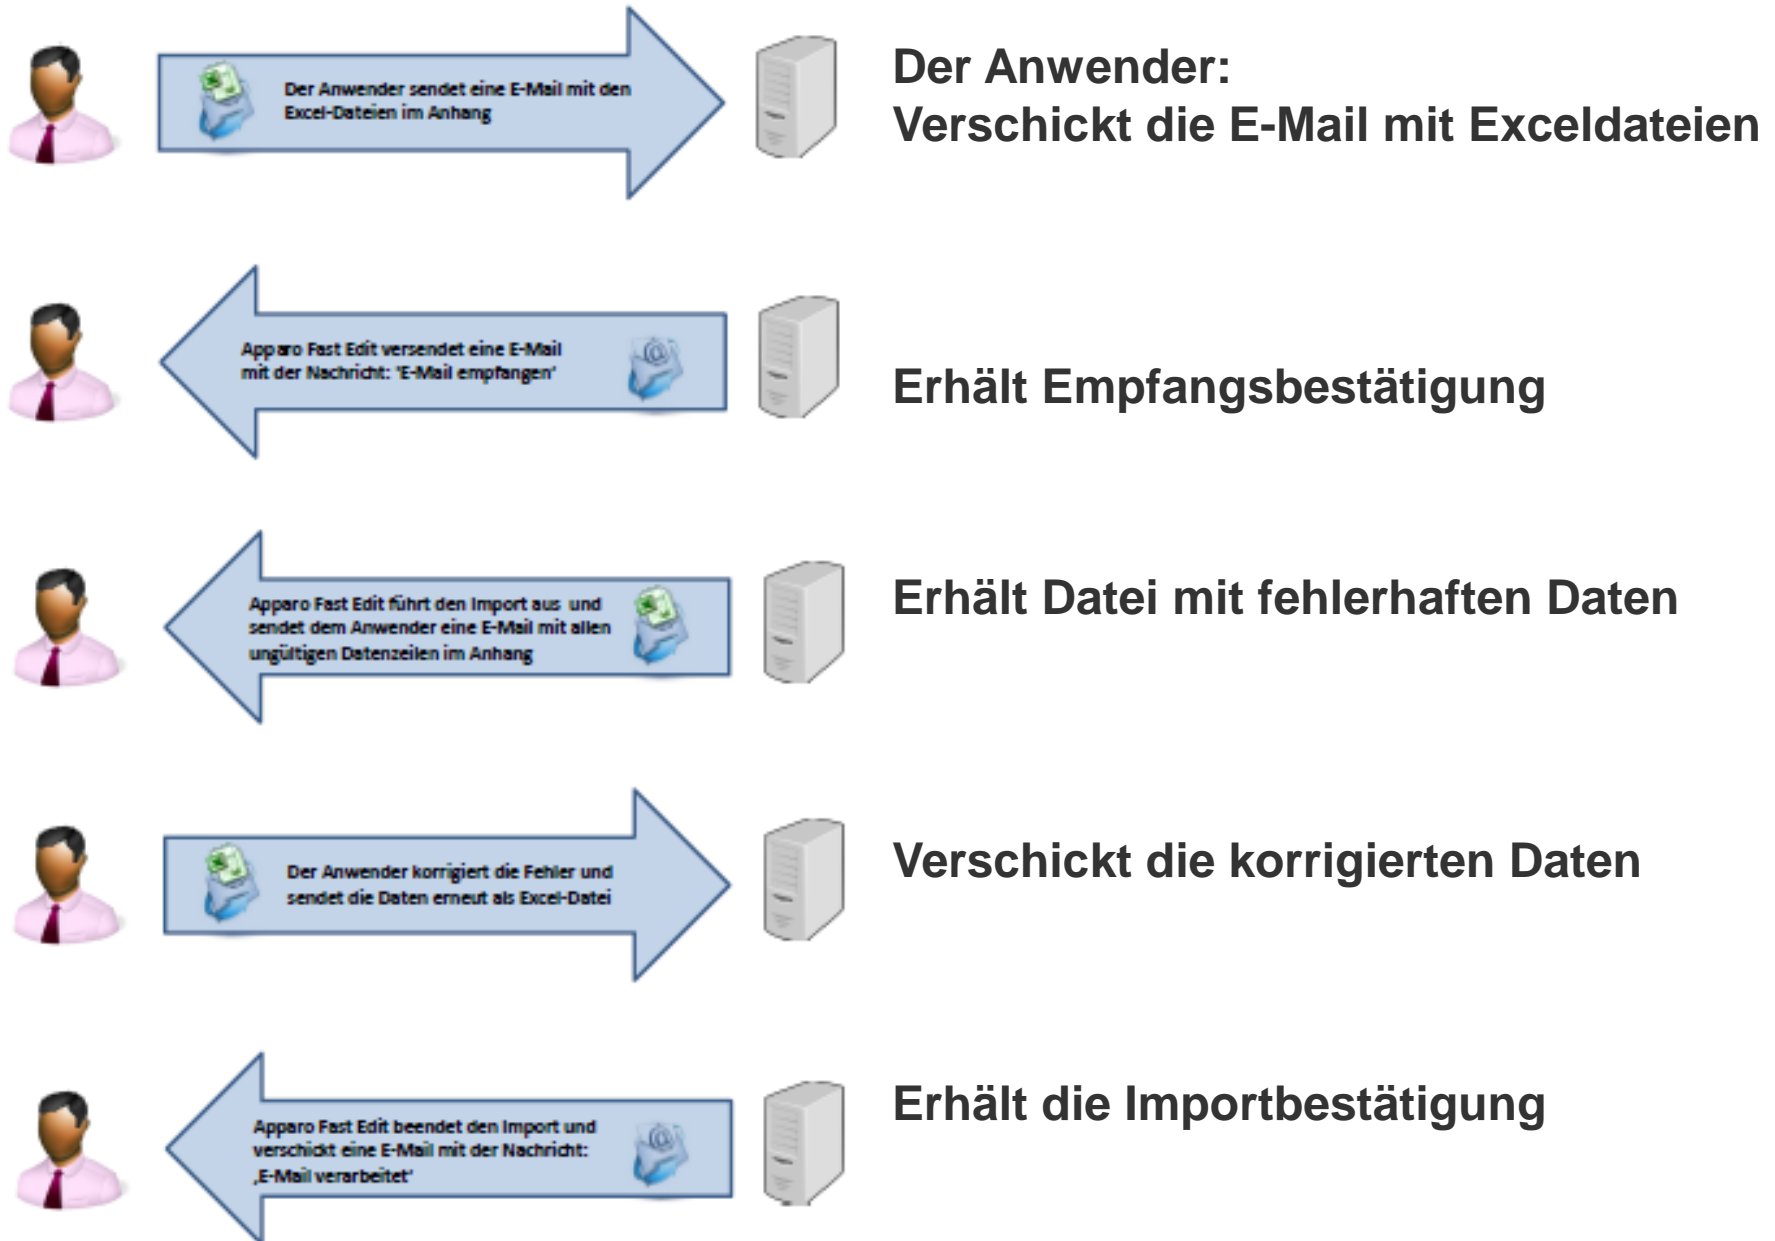 Der Anwender sendet eine E-Mail mit den
Excel-Dateien im Anhang
Der Anwender:
Verschickt die E-Mail mit Exceldateien
Apparo Fast Edit versendet eine E-Mail
mit der Nachricht: 'E-Mail empfangen'
Erhält Empfangsbestätigung
Apparo Fast Edit führt den Import aus und
sendet dem Anwender eine E-Mail mit allen
ungültigen Datenzeilen im Anhang
Erhält Datei mit fehlerhaften Daten
Der Anwender korrigiert die Fehler und
sendet die Daten erneut als Excel-Datei
Verschickt die korrigierten Daten
Apparo Fast Edit beendet den Import und
verschickt eine E-Mail mit der Nachricht:
‚E-Mail verarbeitet'
Erhält die Importbestätigung